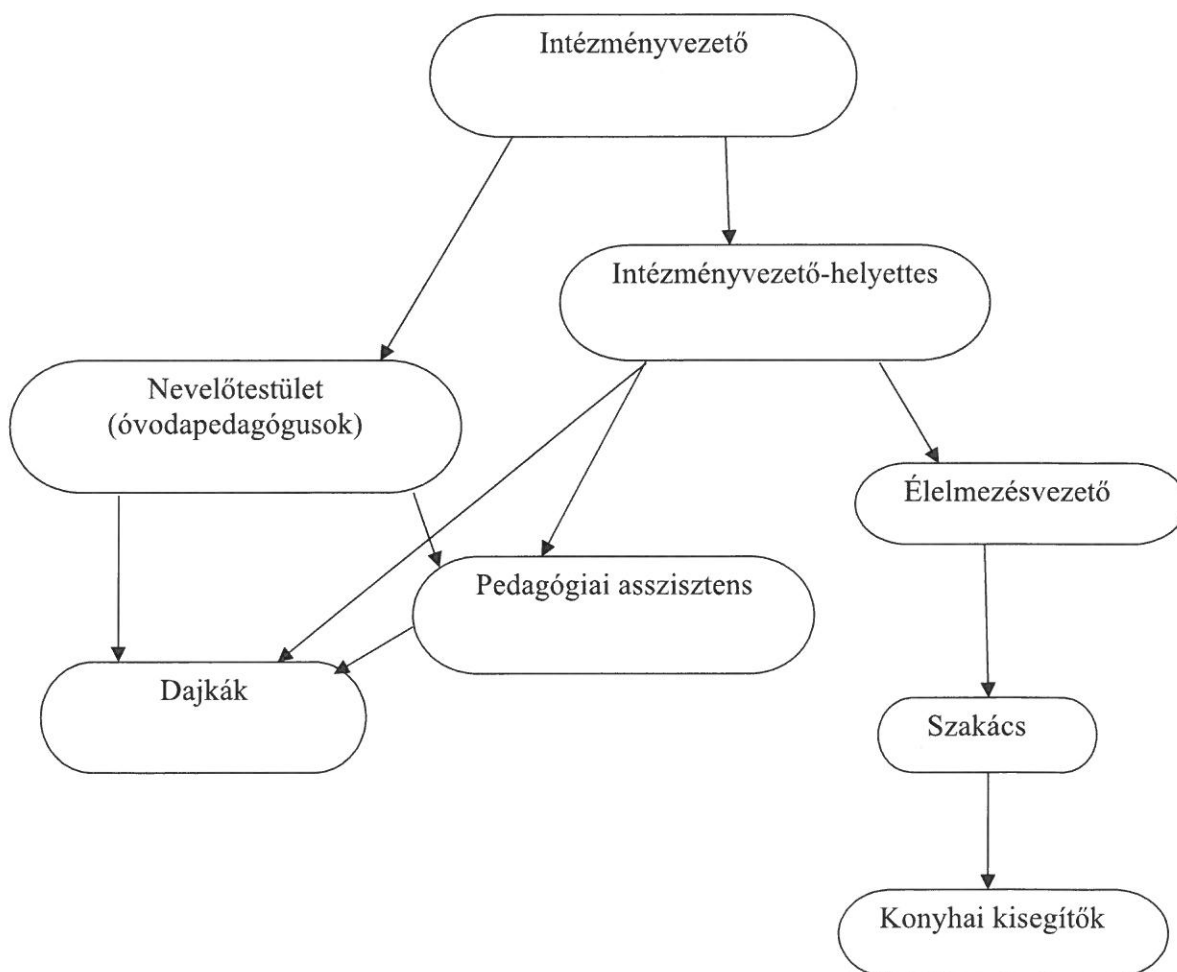 Intézményvezető
Intézményvezető-helyettes
Nevelőtestület
(óvodapedagógusok)
Élelmezésvezető
Pedagógiai asszisztens
Dajkák
Szakács
Konyhai kisegítők